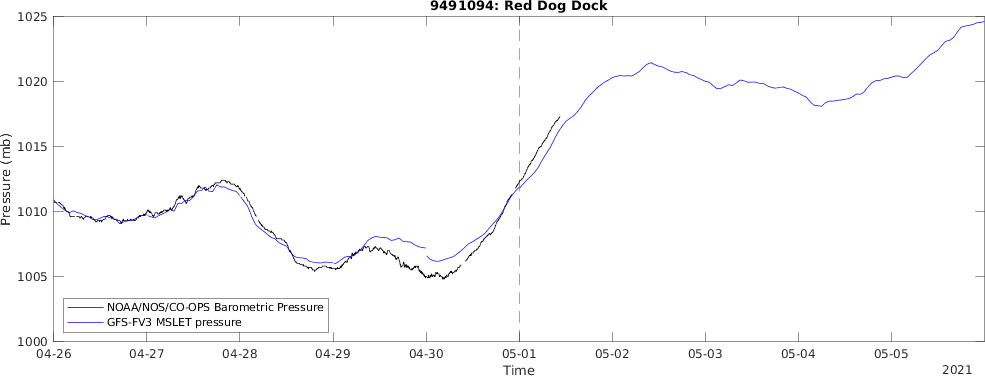 9491094: Red Dog Dock
Pressure (mb)
1025
1020
1015
1010
1005
1000
NOAA/NOS/CO-OPS Barometric Pressure
GFS-FV3 MSLET pressure
04-26 04-27 04-28 04-29 04-30 05-01 05-02 05-03 05-04 05-05
Time
2021